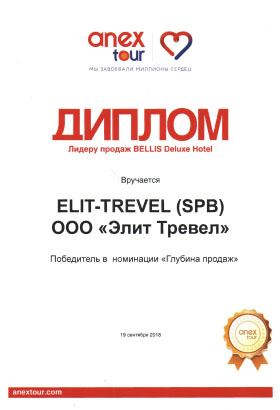 anex
tour
МЫ ЗАВОЕВАЛИ МИЛЛИОНЫ СЕРДЕЦ
ДИПЛОМ
Лидеру продаж BELLIS Deluxe Hotel
Вручается
ELIT-TREVEL (SPB)
ООО «Элит Тревел»
Победитель в номинации «Глубина продаж»
19 сентября 2018
anex
tour
anextour.com